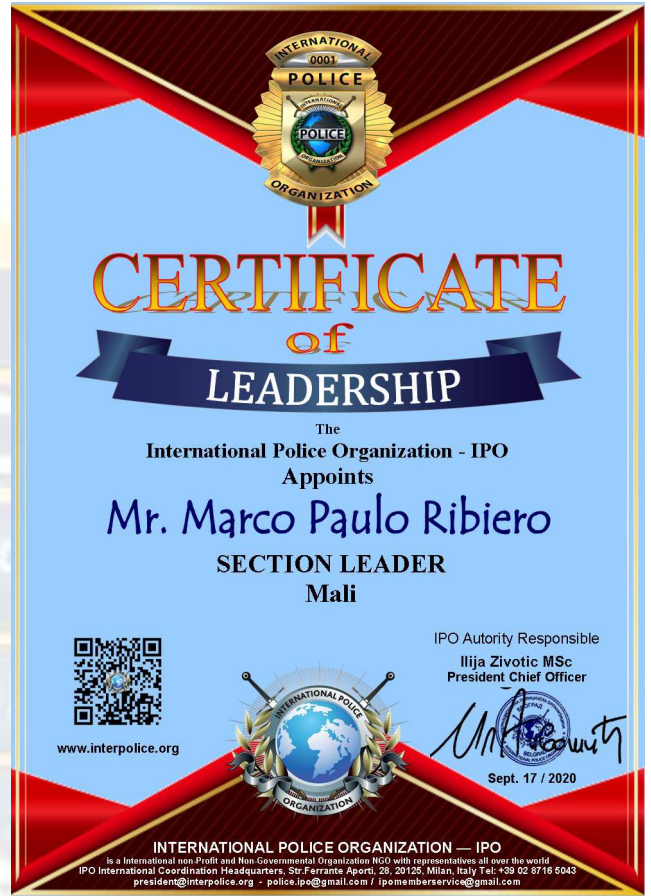 INTERNATIONAL
0001
POLICE
INTERNATIONAL
POLICE
ORGANIZATION
ORGANIZATION
CERTIFICATE
of
LEADERSHIP
The
International Police Organization - IPO
Appoints
Mr. Marco Paulo Ribiero
SECTION LEADER
Mali
IPO Autority Responsible
Ilija Zivotic MSc
President Chief Officer
www.interpolice.org
Sept. 17 / 2020
INTERNATIONAL POLICE
ORGANIZATION
INTERNATIONAL POLICE ORGANIZATION — IPO
is a International non-Profit and Non-Governmental Organization NGO with representatives all over the world
IPO International Coordination Headquarters, Str.Ferrante Aporti, 28, 20125, Milan, Italy Tel: +39 02 8716 5043
president@interpolice.org - police.ipo@gmail.com / ipomemberservice@gmail.com